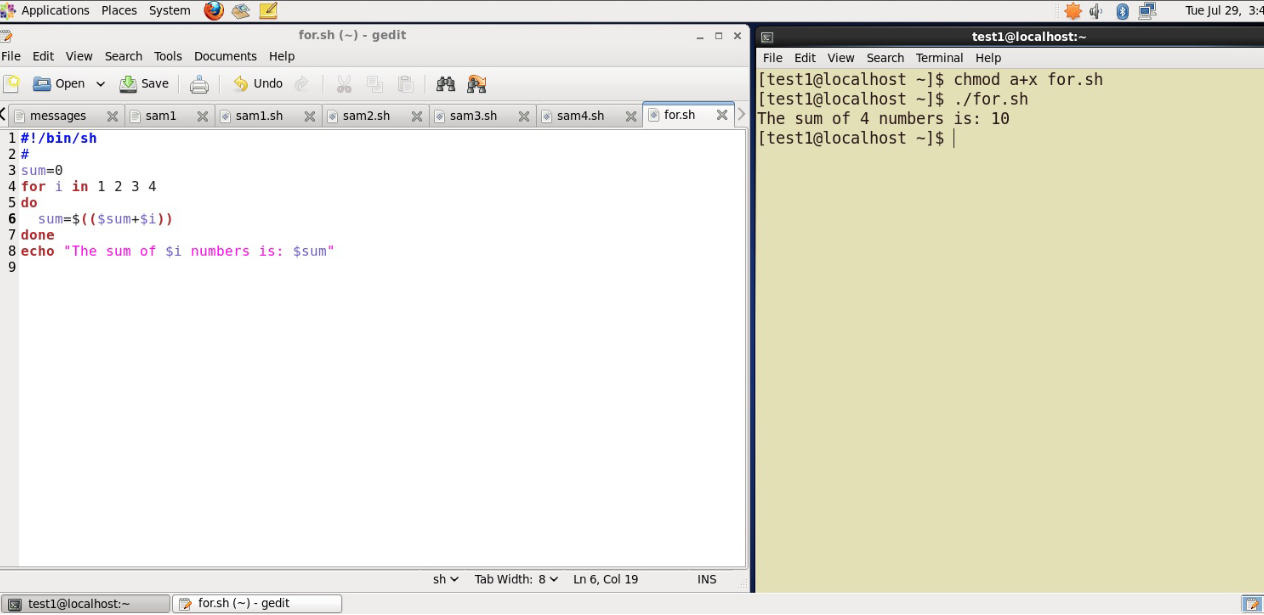 Applications Places System
Tue Jul 29, 3:4
for.sh (~) - gedit
File Edit View Search Tools Documents Help
Open Save Undo
messages sam1 sam1.sh sam2.sh sam3.sh sam4.sh for.sh
1 #!/bin/sh
2 #
3 sum=0
4 for i in 1 2 3 4
5 do
6   sum=$(($sum+$i))
7 done
8 echo "The sum of $i numbers is: $sum"
9
sh Tab Width: 8 Ln 6, Col 19 INS
test1@localhost:~
File Edit View Search Terminal Help
[test1@localhost ~]$ chmod a+x for.sh
[test1@localhost ~]$ ./for.sh
The sum of 4 numbers is: 10
[test1@localhost ~]$
test1@localhost:~ for.sh (~) - gedit